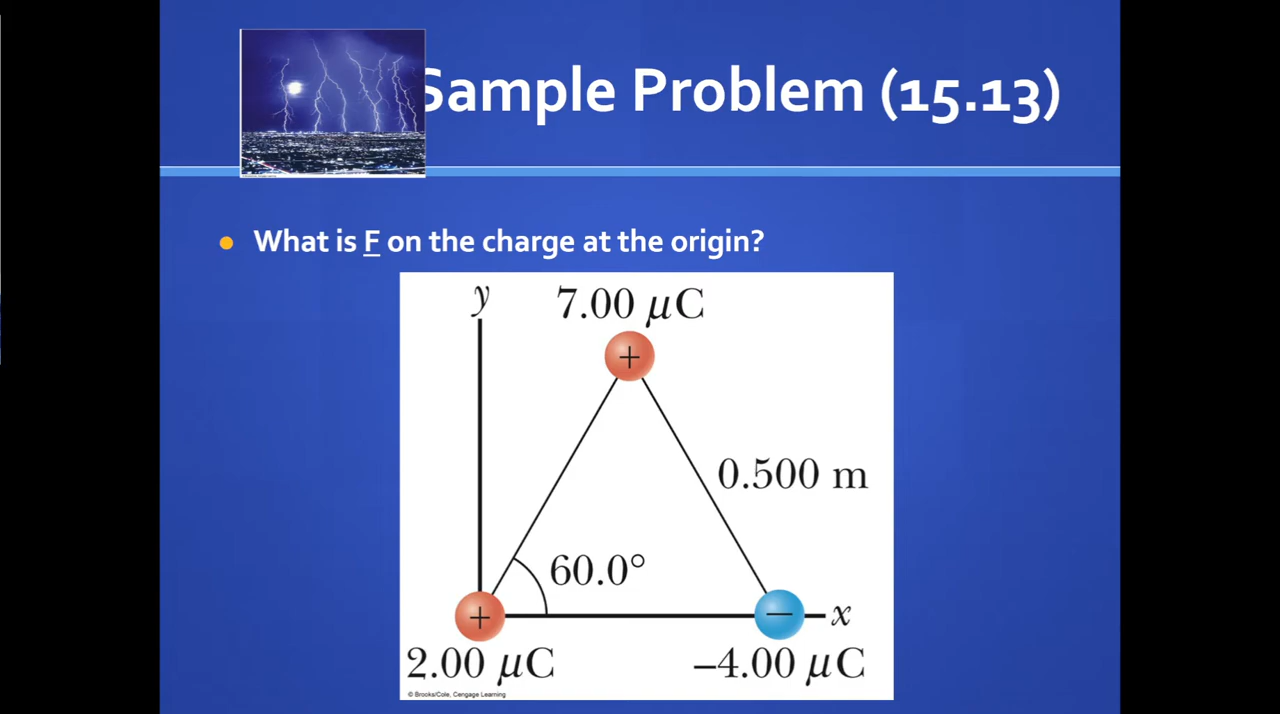 Sample Problem (15.13)
What is F on the charge at the origin?
y
7.00 μC
+
0.500 m
60.0°
+
−
x
2.00 μC
–4.00 μC
© Brooks/Cole, Cengage Learning